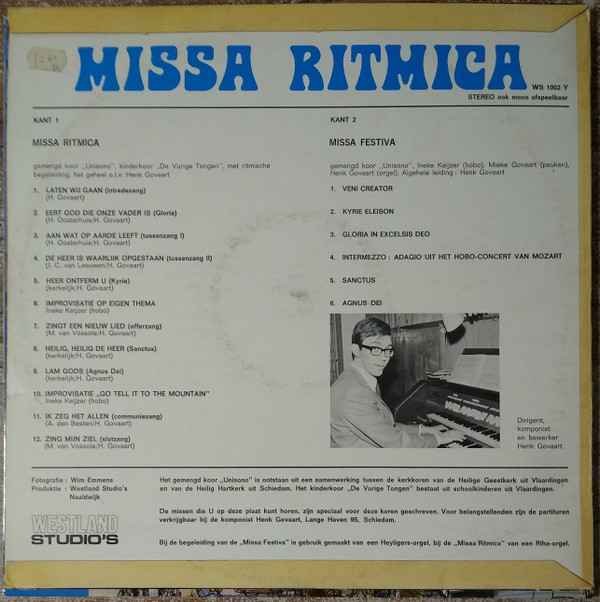 MISSA RITMICA
WS 1002 Y
STEREO ook mono afspeelbaar
KANT 1
MISSA RITMICA
gemengd koor „Unisono”, kinderkoor „De Vurige Tongen”, met ritmische
begeleiding, het geheel o.l.v. Henk Govaart
1. LATEN WIJ GAAN (intredezang)
(H. Govaart)
2. EERT GOD DIE ONZE VADER IS (Gloria)
(H. Oosterhuis/H. Govaart)
3. AAN WAT OP AARDE LEEFT (tussenzang I)
(H. Oosterhuis/H. Govaart)
4. DE HEER IS WAARLIJK OPGESTAAN (tussenzang II)
(J. C. van Leeuwen/H. Govaart)
5. HEER ONTFERM U (Kyrie)
(kerkelijk/H. Govaart)
6. IMPROVISATIE OP EIGEN THEMA
Ineke Keijzer (hobo)
7. ZINGT EEN NIEUW LIED (offerzang)
(M. van Vossole/H. Govaart)
8. HEILIG, HEILIG DE HEER (Sanctus)
(kerkelijk/H. Govaart)
9. LAM GODS (Agnus Dei)
(kerkelijk/H. Govaart)
10. IMPROVISATIE „GO TELL IT TO THE MOUNTAIN”
Ineke Keijzer (hobo)
11. IK ZEG HET ALLEN (communiezang)
(A. den Besten/H. Govaart)
12. ZING MIJN ZIEL (slotzang)
(M. van Vossole/H. Govaart)
KANT 2
MISSA FESTIVA
gemengd koor „Unisono”, Ineke Keijzer (hobo), Mieke Govaart (pauken),
Henk Govaart (orgel). Algehele leiding: Henk Govaart
1. VENI CREATOR
2. KYRIE ELEISON
3. GLORIA IN EXCELSIS DEO
4. INTERMEZZO: ADAGIO UIT HET HOBO-CONCERT VAN MOZART
5. SANCTUS
6. AGNUS DEI
Dirigent,
komponist
en bewerker
Henk Govaart
Fotografie : Wim Emmens
Produktie : Westland Studio's
Naaldwijk
WESTLAND
STUDIO'S
Het gemengd koor „Unisono” is ontstaan uit een samenwerking tussen de kerkkoren van de Heilige Geestkerk uit Vlaardingen
en van de Heilig Hartkerk uit Schiedam. Het kinderkoor „De Vurige Tongen” bestaat uit schoolkinderen uit Vlaardingen.
De missen die U op deze plaat kunt horen, zijn speciaal voor deze koren geschreven. Voor belangstellenden zijn de partituren
verkrijgbaar bij de komponist Henk Govaart, Lange Haven 95, Schiedam.
Bij de begeleiding van de „Missa Festiva” is gebruik gemaakt van een Heyligers-orgel, bij de „Missa Ritmica” van een Riha-orgel.